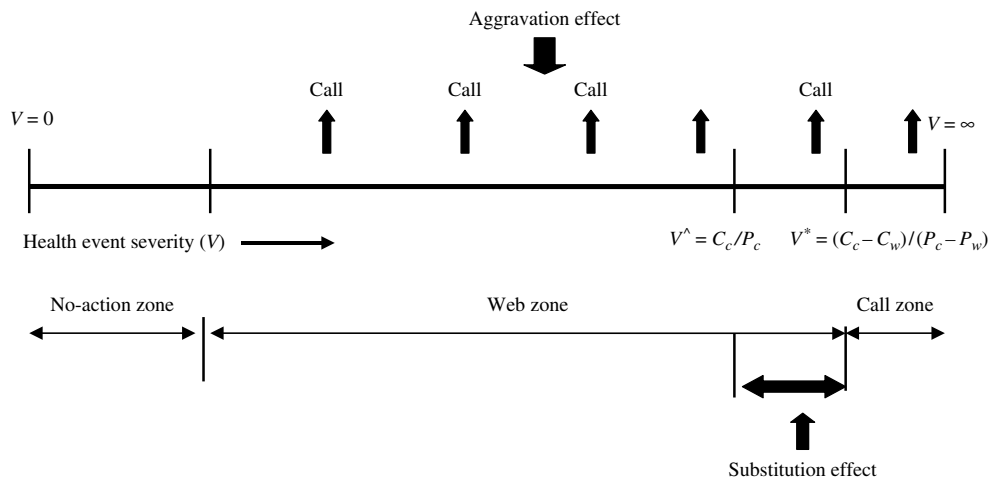 Aggravation effect
Call Call Call Call
V = 0
V = ∞
Health event severity (V)
V^ = C_c/P_c
V* = (C_c – C_w)/(P_c – P_w)
No-action zone
Web zone
Call zone
Substitution effect